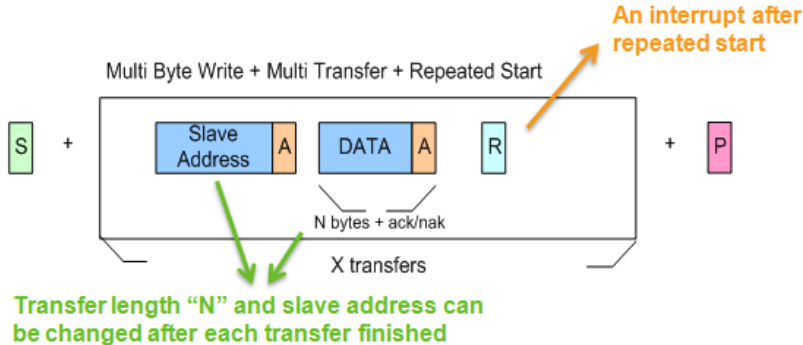 An interrupt after
repeated start
Multi Byte Write + Multi Transfer + Repeated Start
S + Slave Address A DATA A R + P
N bytes + ack/nak
X transfers
Transfer length “N” and slave address can
be changed after each transfer finished